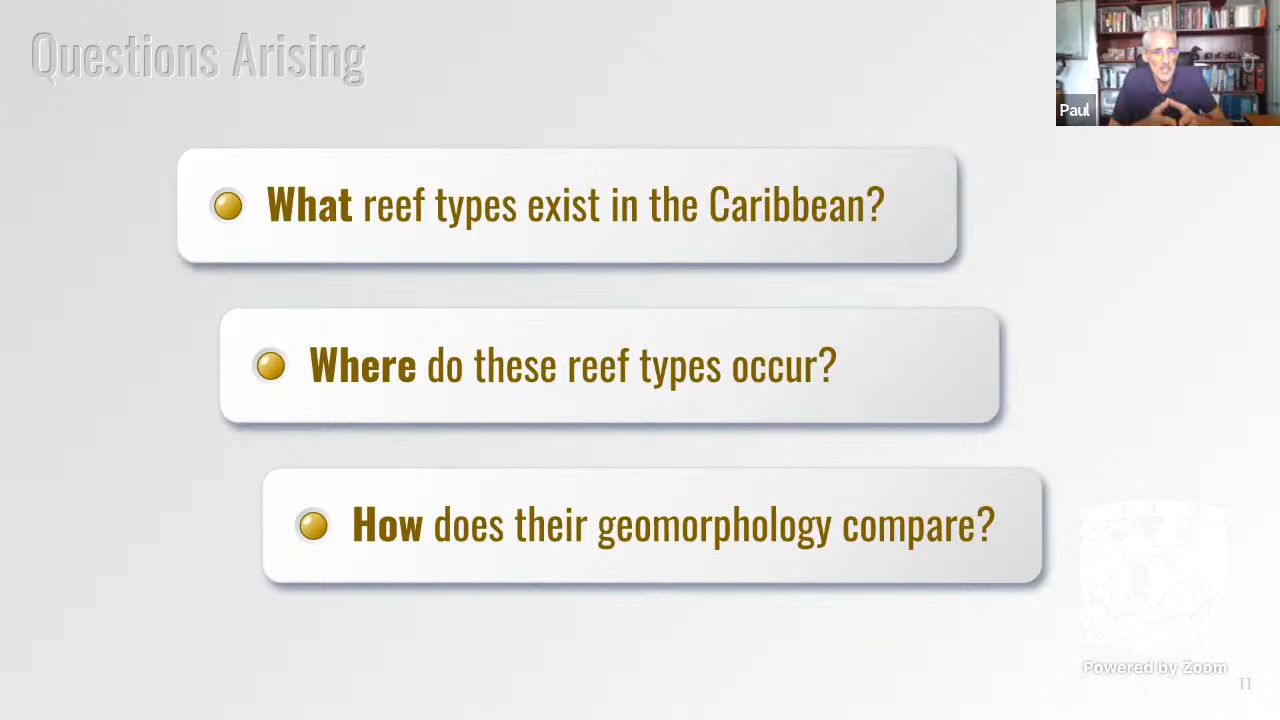 Questions Arising
Paul
What reef types exist in the Caribbean?
Where do these reef types occur?
How does their geomorphology compare?
Powered by Zoom
11